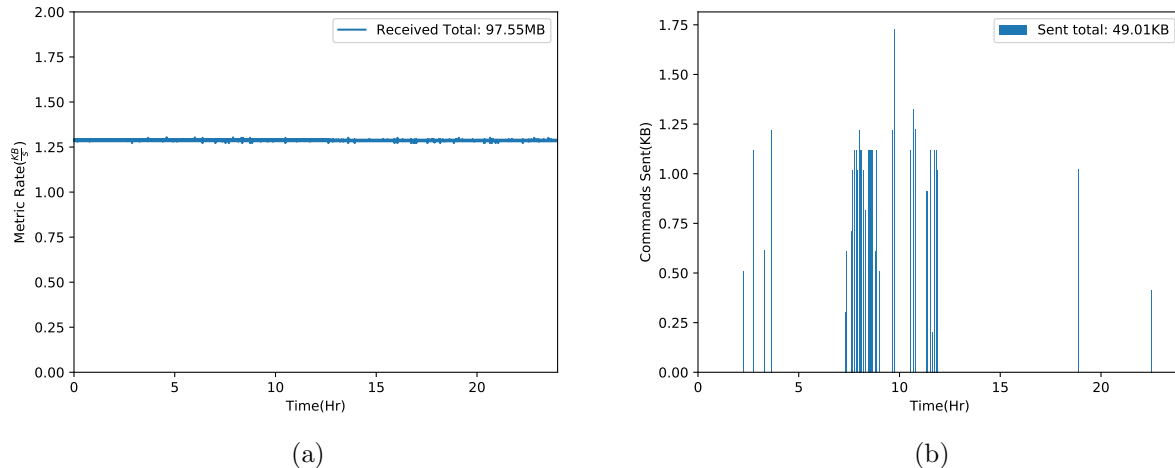 2.00
1.75
1.50
1.25
1.00
0.75
0.50
0.25
0.00
Metric Rate(KB/s)
0 5 10 15 20
Time(Hr)
Received Total: 97.55MB
(a)
1.75
1.50
1.25
1.00
0.75
0.50
0.25
0.00
Commands Sent(KB)
0 5 10 15 20
Time(Hr)
Sent total: 49.01KB
(b)